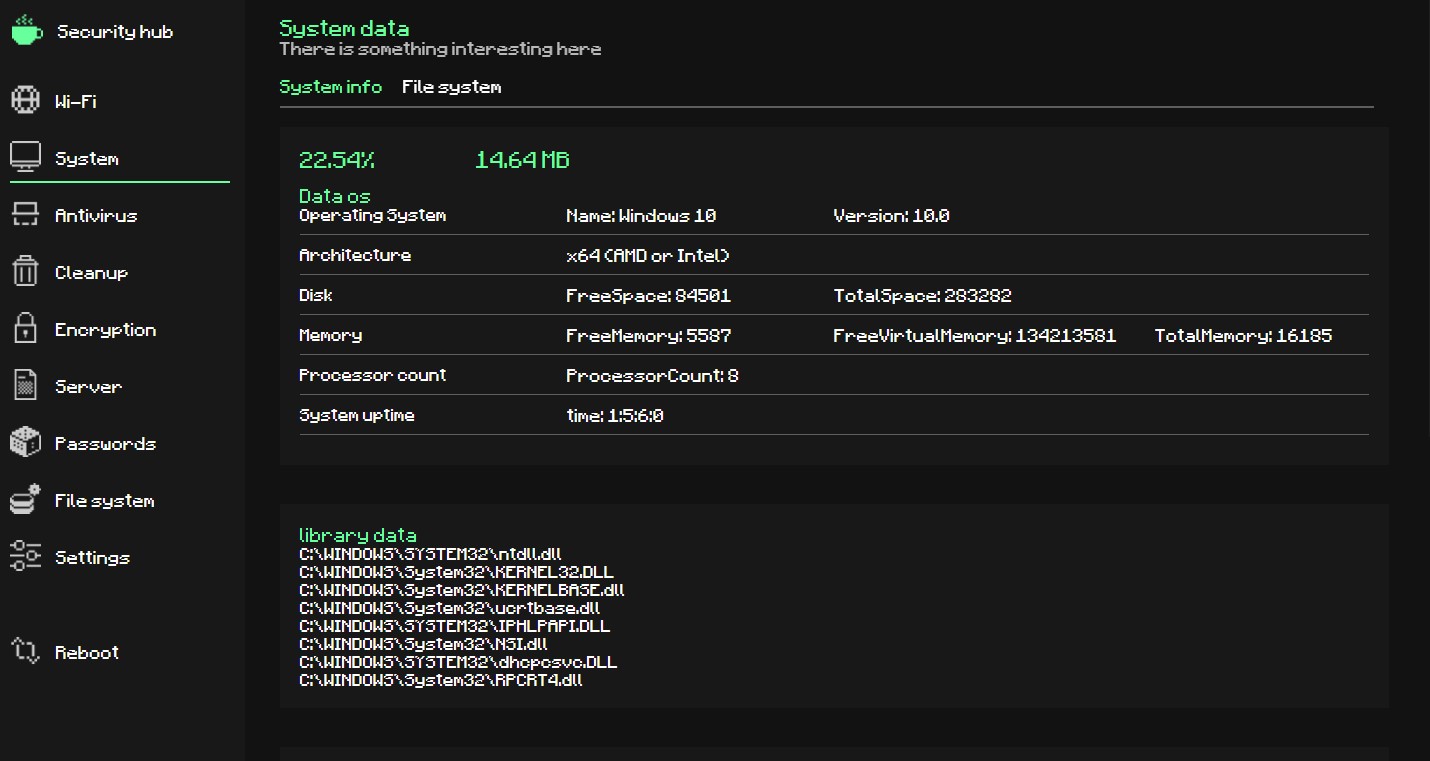 Security hub
Wi-Fi
System
Antivirus
Cleanup
Encryption
Server
Passwords
File system
Settings
Reboot
System data
There is something interesting here
System info File system
22.54% 14.64 MB
Data os
Operating System Name: Windows 10 Version: 10.0
Architecture x64 (AMD or Intel)
Disk FreeSpace: 84501 TotalSpace: 283282
Memory FreeMemory: 5587 FreeVirtualMemory: 134213581 TotalMemory: 16185
Processor count ProcessorCount: 8
System uptime time: 1:5:6:0
library data
C:\WINDOWS\SYSTEM32\ntdll.dll
C:\WINDOWS\System32\KERNEL32.DLL
C:\WINDOWS\System32\KERNELBASE.dll
C:\WINDOWS\System32\ucrtbase.dll
C:\WINDOWS\SYSTEM32\IPHLPAPI.DLL
C:\WINDOWS\System32\NSI.dll
C:\WINDOWS\SYSTEM32\dhcpcsvc.DLL
C:\WINDOWS\System32\RPCRT4.dll